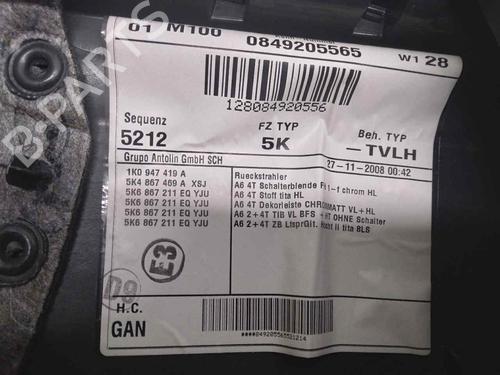 01 M100 0849205565 W1 28
128084920556
Sequenz FZ TYP Beh. TYP
5212 5K – TVLH
Grupo Antolin GmbH SCH 27-11-2008 00:42
1K0 947 419 A Rueckstrahler
5K4 867 469 A XSJ A6 4T Schalterblende 1-f chrom HL
5K6 867 211 EQ YJU A6 4T Stoff tita HL
5K6 867 211 EQ YJU A6 4T Dekorleiste CHROMMATT VL+HL
5K6 867 211 EQ YJU A6 2+4T TIB VL BFS HT OHNE Schalter
5K6 867 211 EQ YJU A6 2+4T ZB LtsprGit. II tita BLS
E3
D9
H.C.
GAN